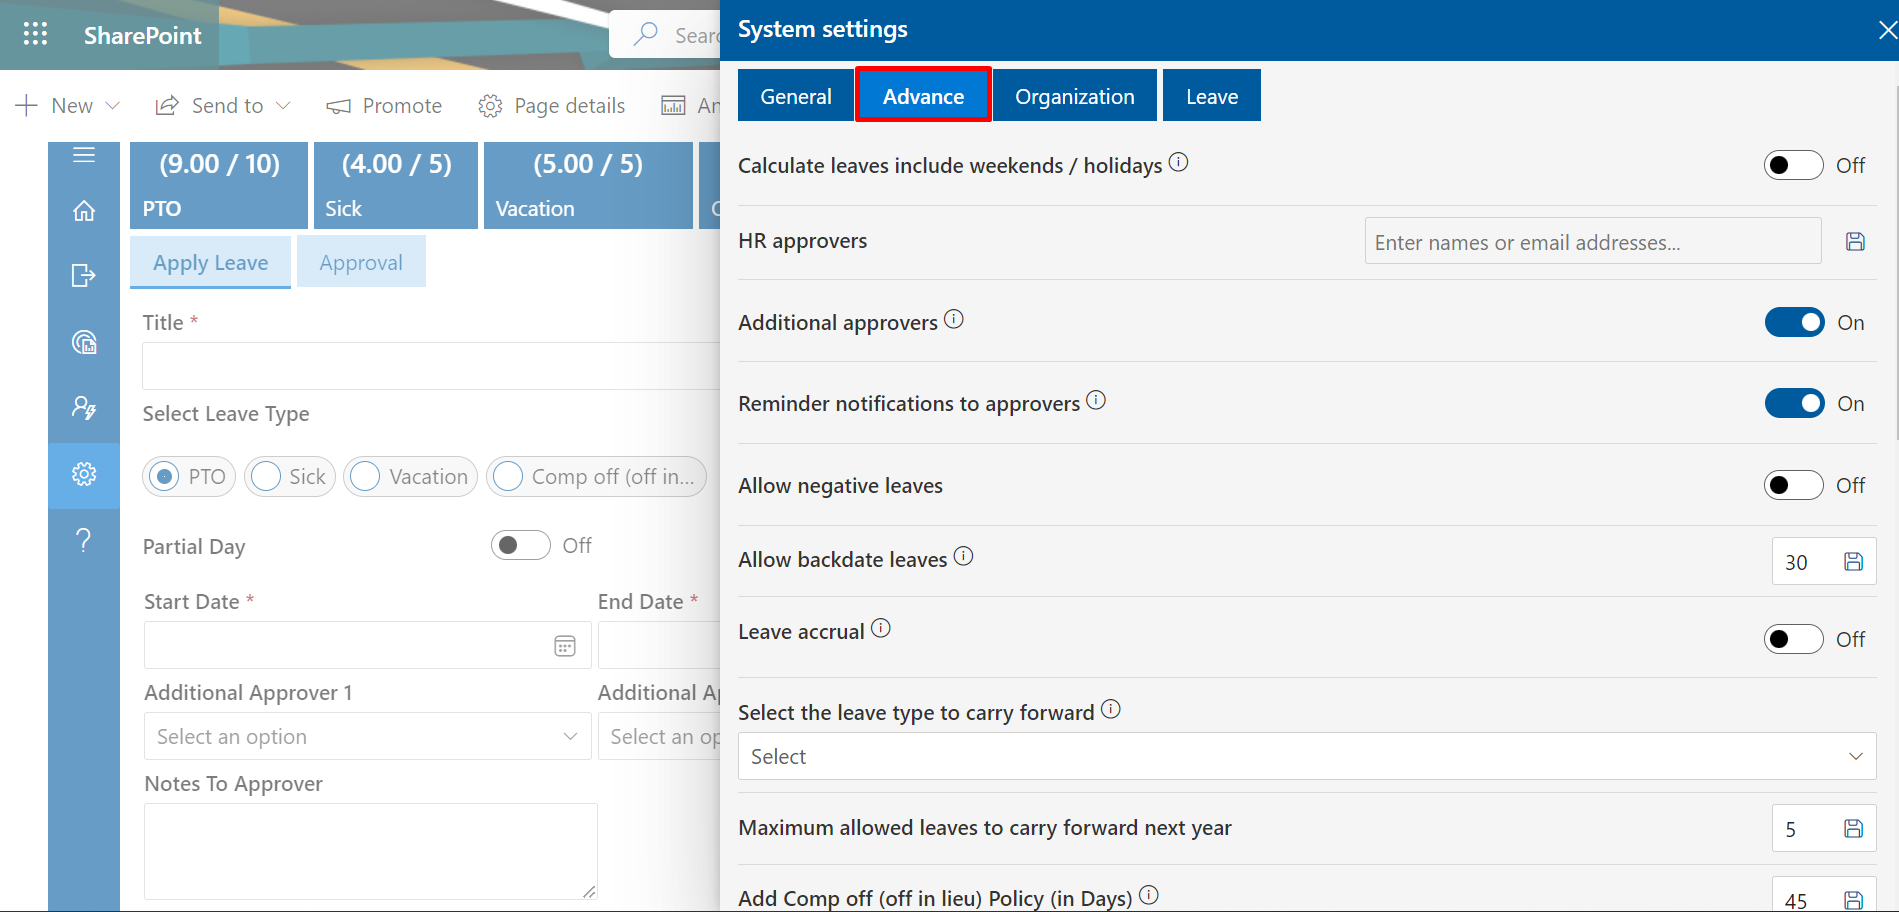 SharePoint
Sear
System settings
New
Send to
Promote
Page details
An
General
Advance
Organization
Leave
(9.00 / 10)
PTO
(4.00 / 5)
Sick
(5.00 / 5)
Vacation
Apply Leave
Approval
Title *
Select Leave Type
PTO
Sick
Vacation
Comp off (off in...
Partial Day
Off
Start Date *
End Date *
Additional Approver 1
Additional Ap
Select an option
Select an op
Notes To Approver
Calculate leaves include weekends / holidays
Off
HR approvers
Enter names or email addresses...
Additional approvers
On
Reminder notifications to approvers
On
Allow negative leaves
Off
Allow backdate leaves
30
Leave accrual
Off
Select the leave type to carry forward
Select
Maximum allowed leaves to carry forward next year
5
Add Comp off (off in lieu) Policy (in Days)
45